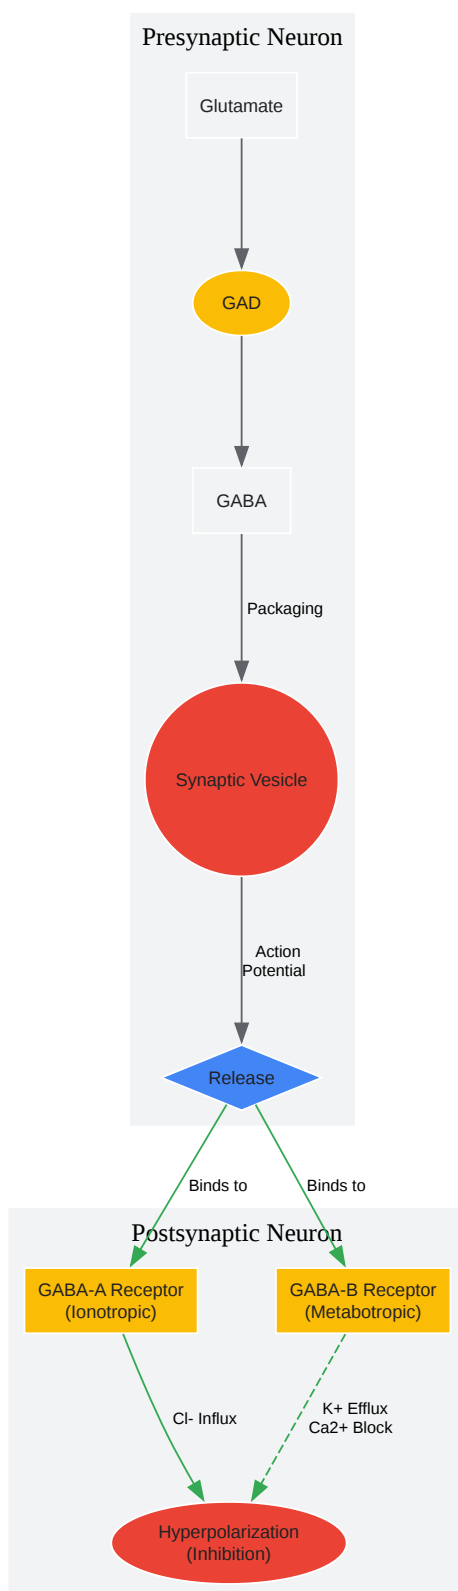 Presynaptic Neuron
Glutamate
GAD
GABA
Packaging
Synaptic Vesicle
Action
Potential
Release
Binds to
Binds to
Postsynaptic Neuron
GABA-A Receptor
(Ionotropic)
GABA-B Receptor
(Metabotropic)
Cl- Influx
K+ Efflux
Ca2+ Block
Hyperpolarization
(Inhibition)